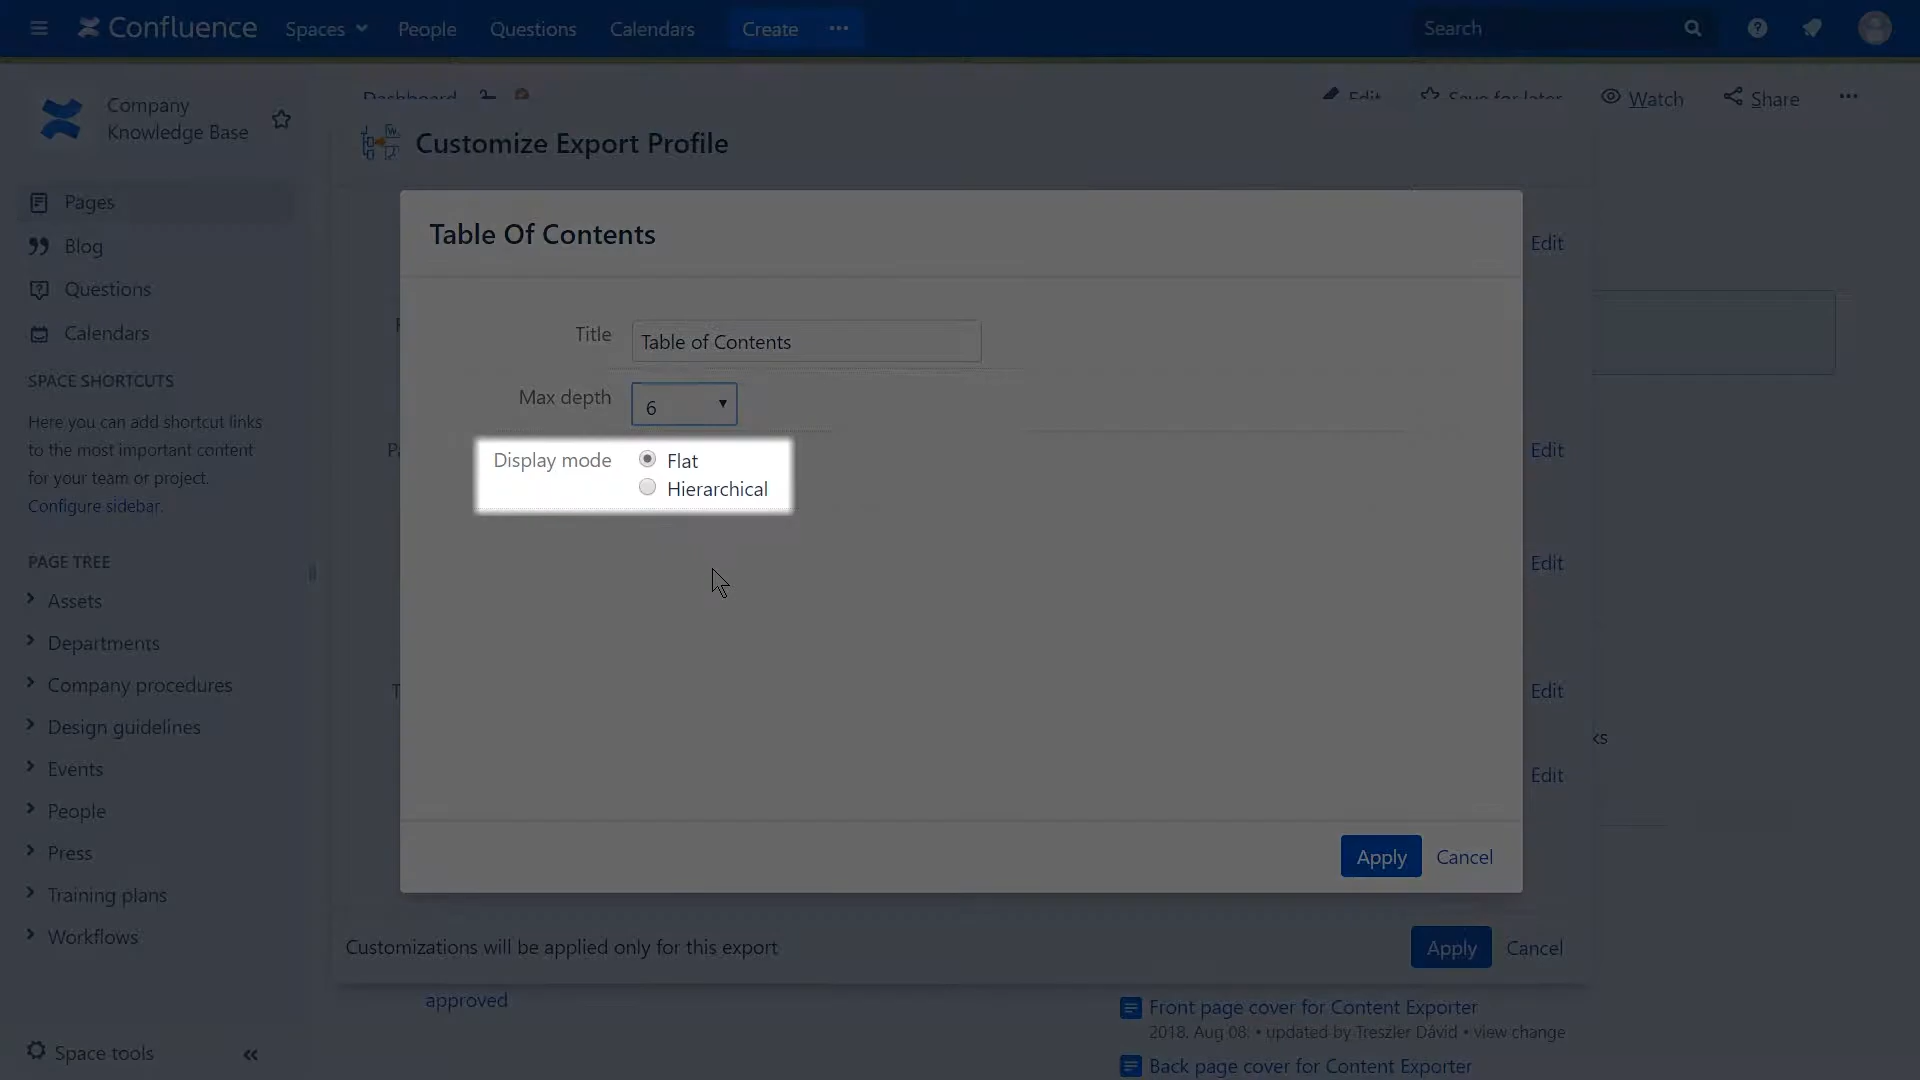 Confluence Spaces People Questions Calendars Create Search
Company
Knowledge Base
Pages
Blog
Questions
Calendars
SPACE SHORTCUTS
Here you can add shortcut links
to the most important content
for your team or project.
Configure sidebar.
PAGE TREE
Assets
Departments
Company procedures
Design guidelines
Events
People
Press
Training plans
Workflows
Space tools
Dashboard Edit Save for later Watch Share
Customize Export Profile
Edit
Edit
Edit
Edit
Edit
Table Of Contents
Title Table of Contents
Max depth 6
Display mode Flat
Hierarchical
Apply Cancel
Customizations will be applied only for this export Apply Cancel
approved
Front page cover for Content Exporter
2018. Aug 08. • updated by Treszler Dávid • view change
Back page cover for Content Exporter